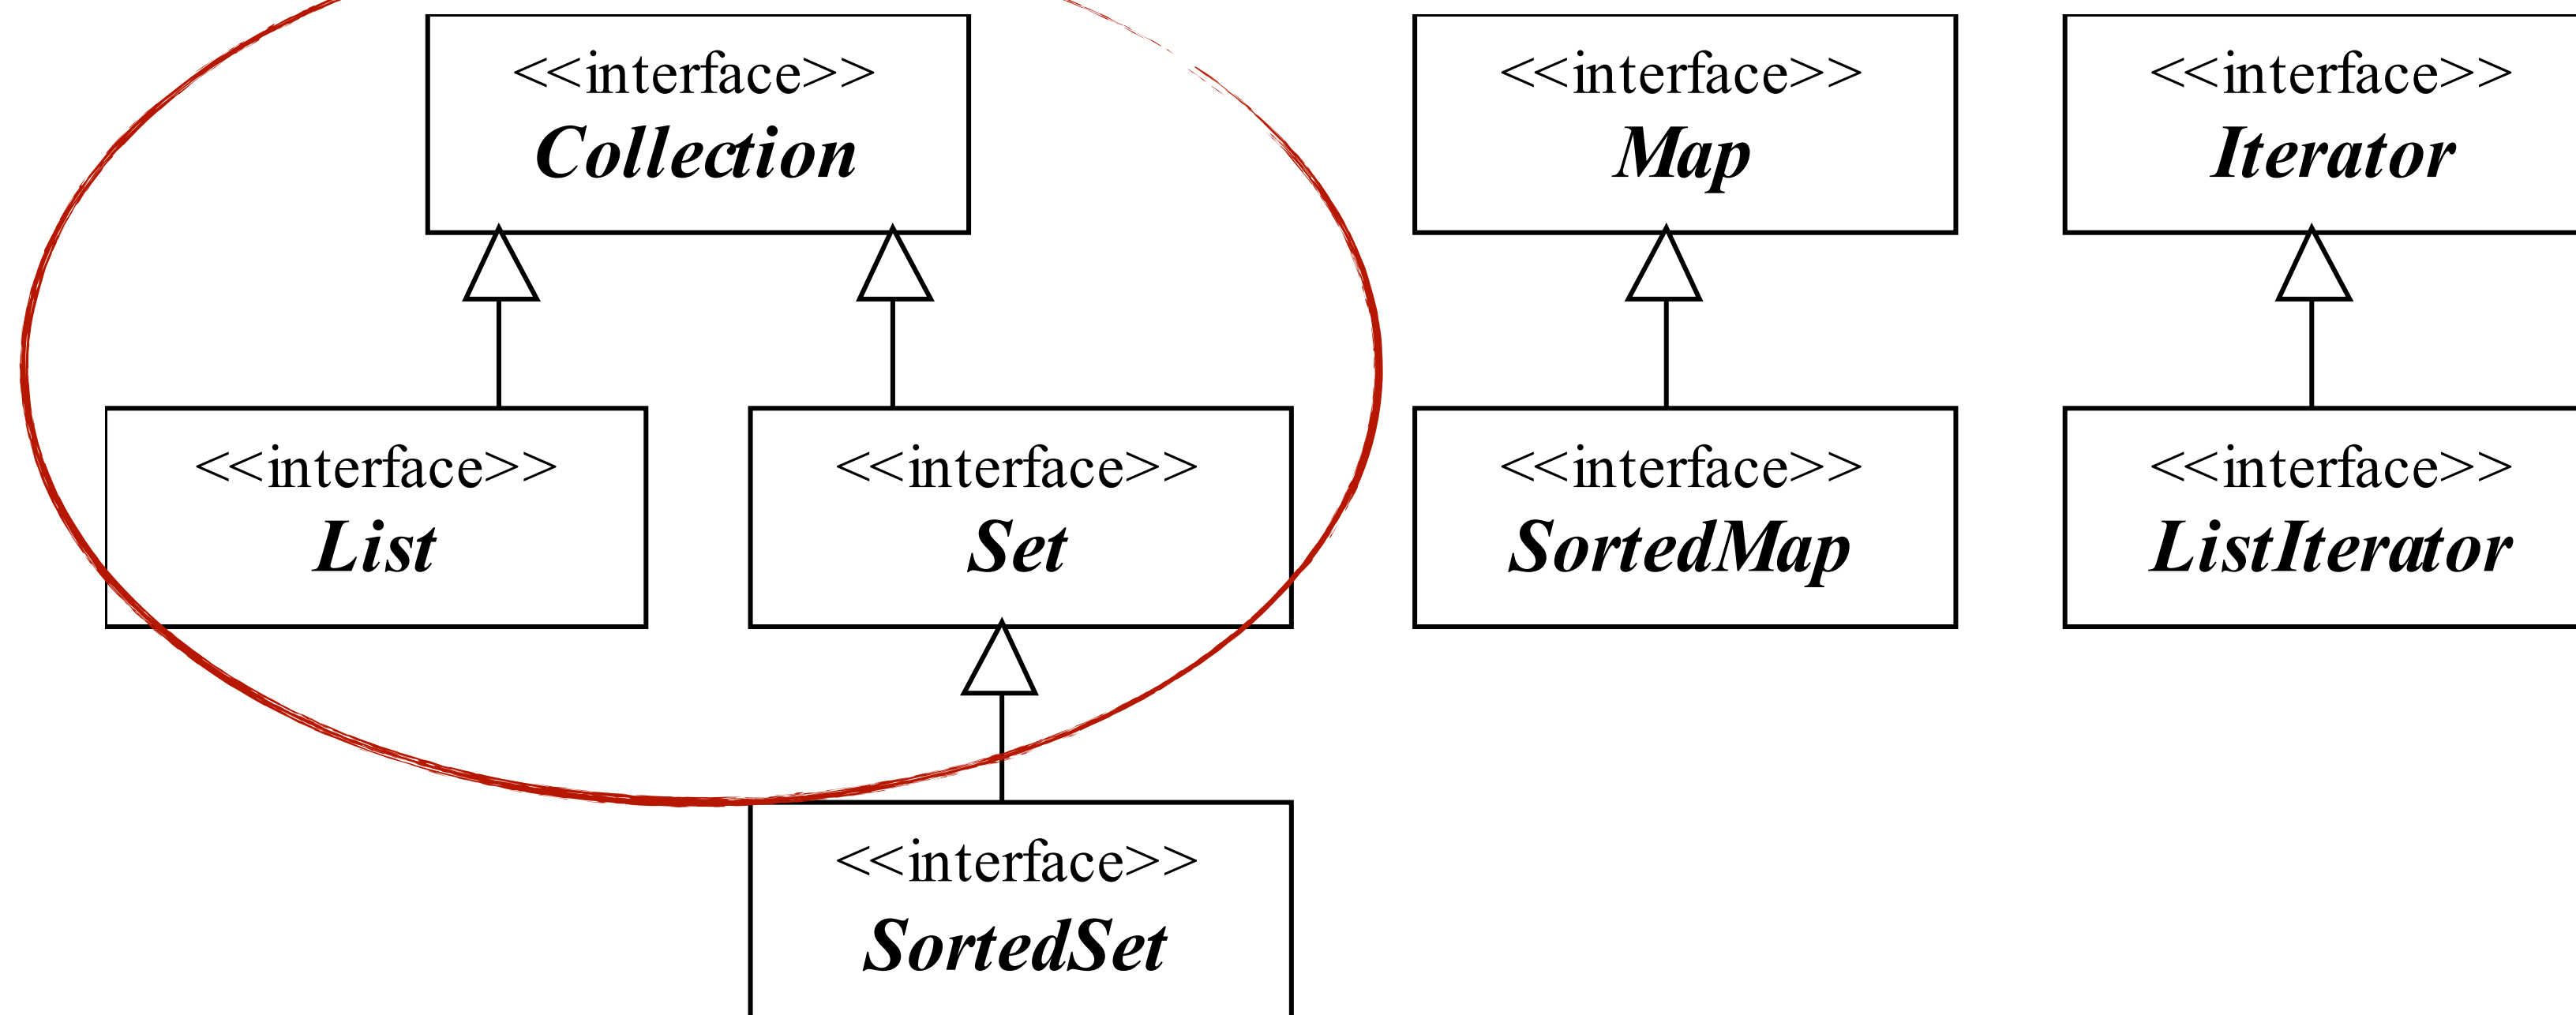 <<interface>>
Collection
<<interface>>
Map
<<interface>>
Iterator
<<interface>>
List
<<interface>>
Set
<<interface>>
SortedMap
<<interface>>
ListIterator
<<interface>>
SortedSet